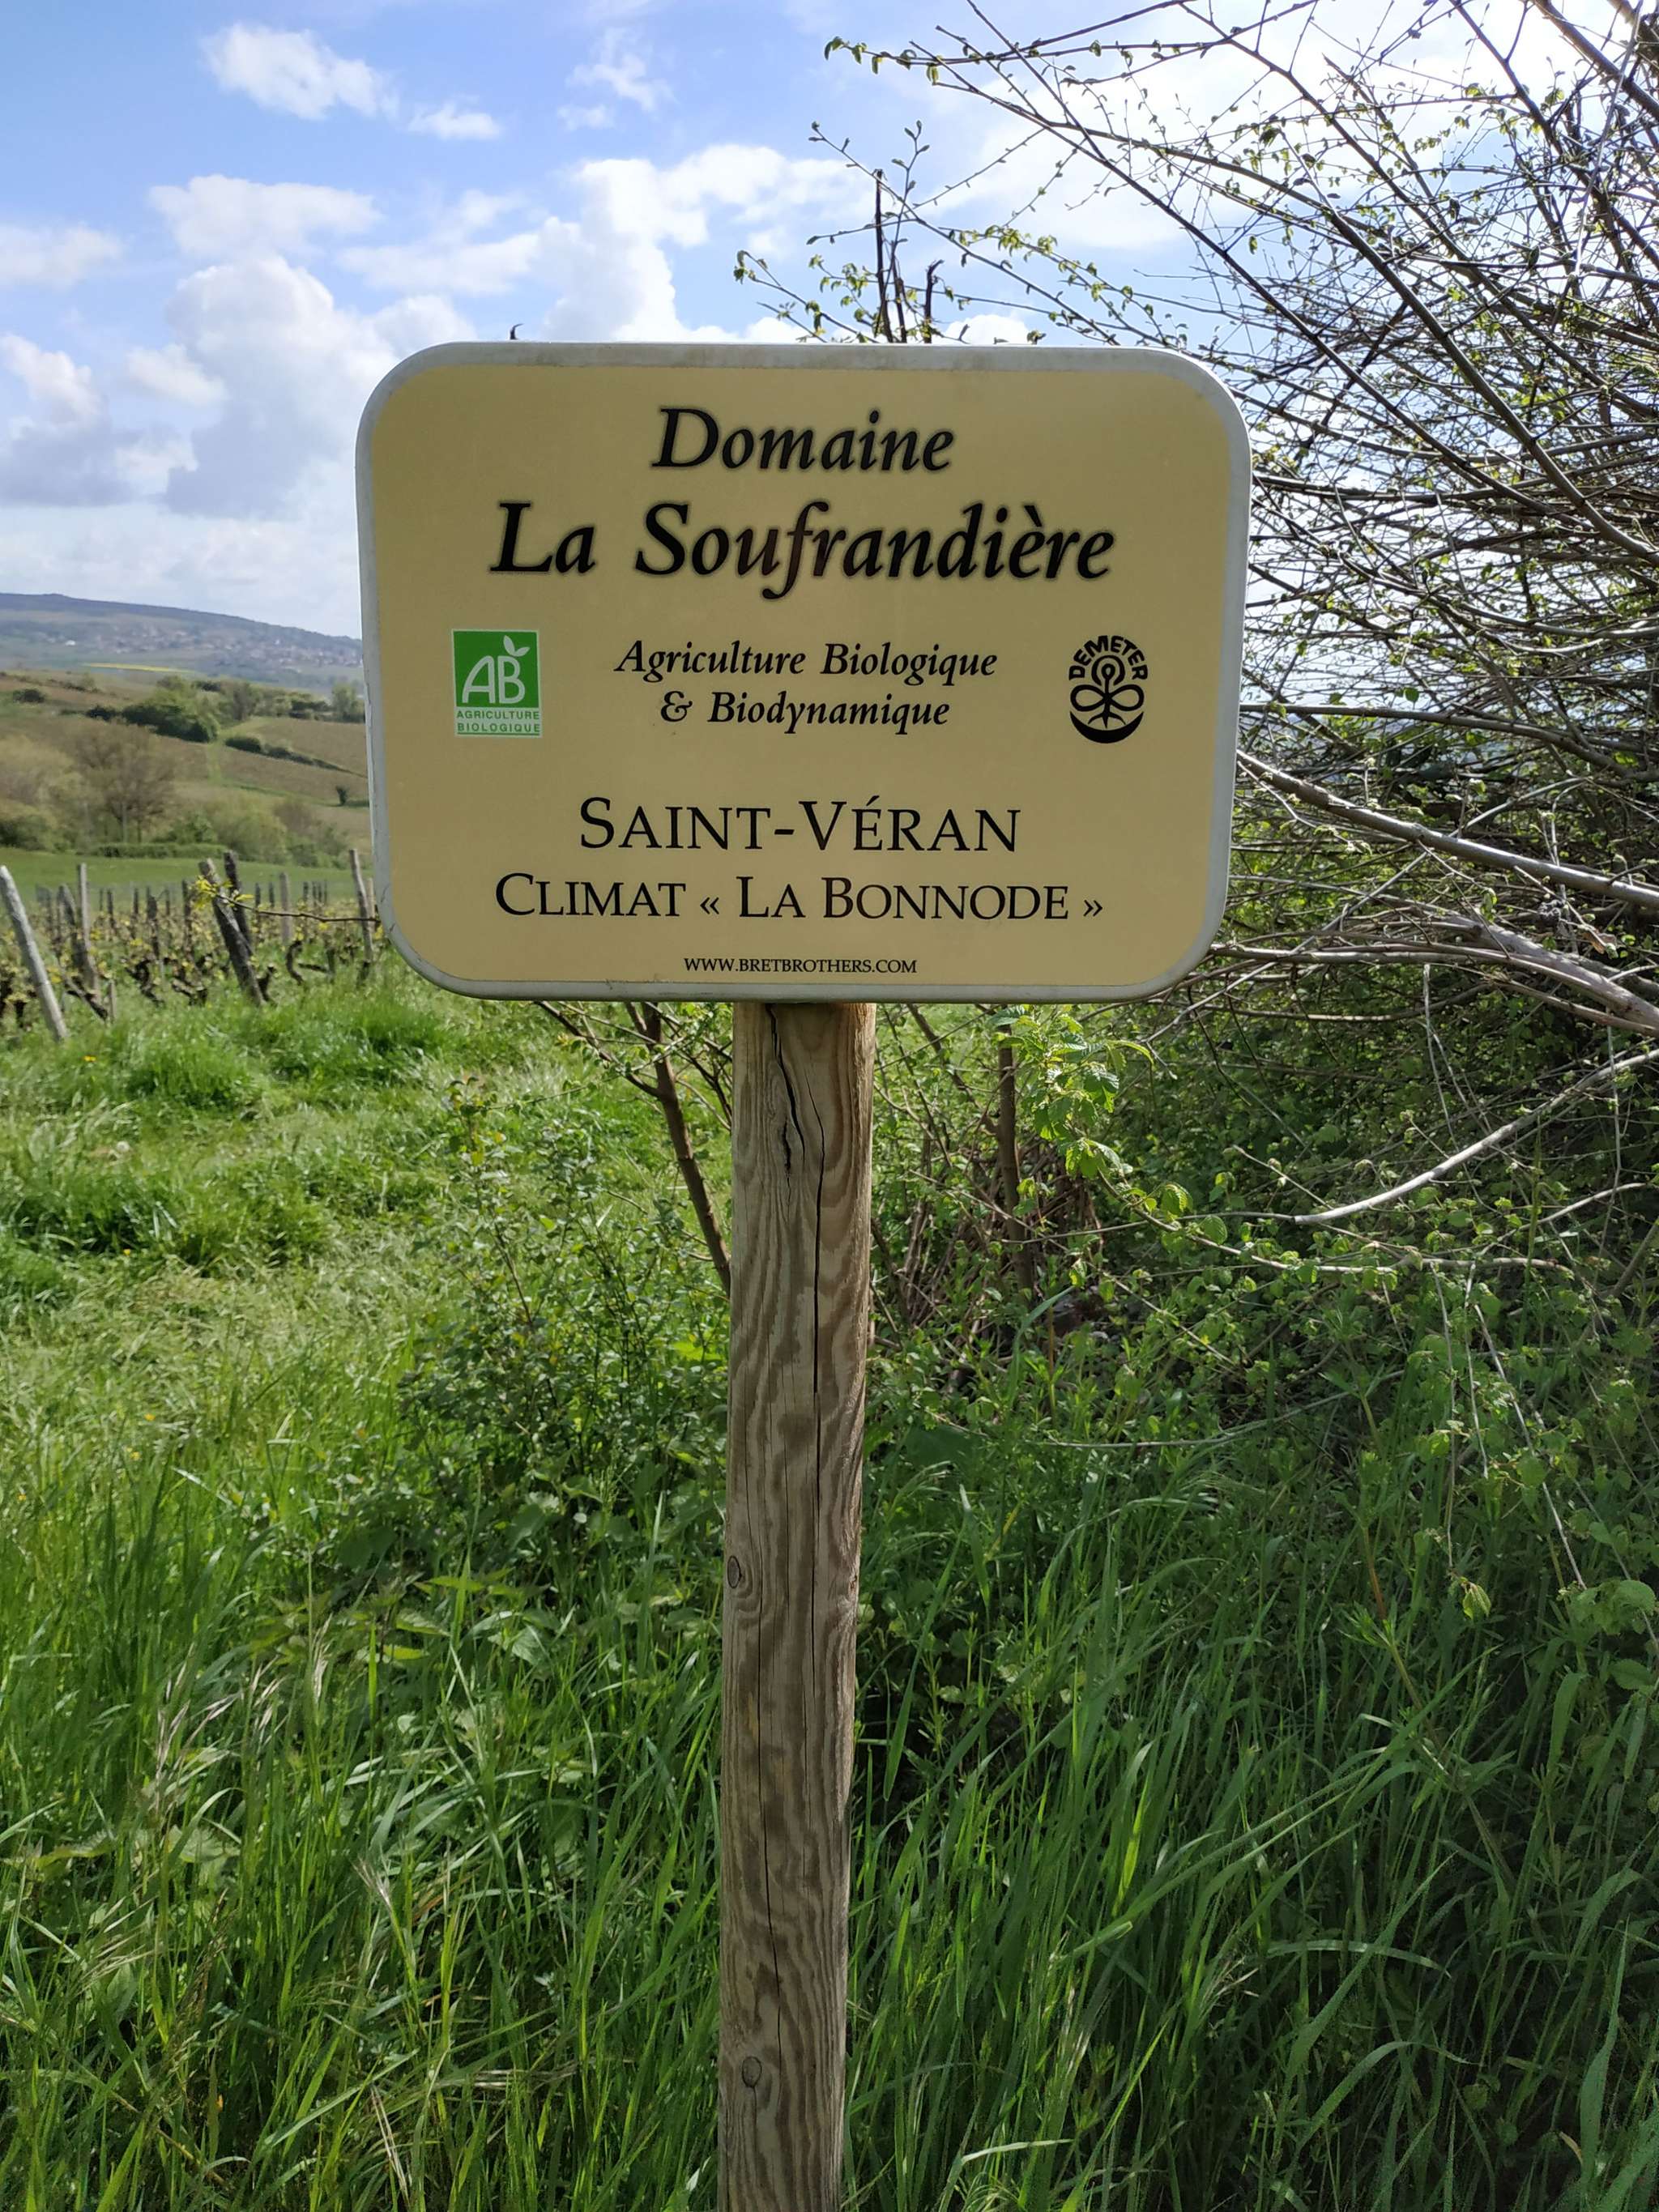 Domaine
La Soufrandière
AB
AGRICULTURE
BIOLOGIQUE
Agriculture Biologique
& Biodynamique
DEMETER
SAINT-VÉRAN
CLIMAT « LA BONNODE »
WWW.BRETBROTHERS.COM